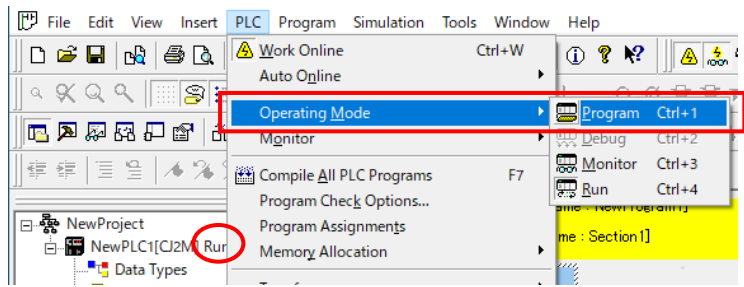 File Edit View Insert PLC Program Simulation Tools Window Help
Work Online Ctrl+W
Auto Online
Operating Mode
Program Ctrl+1
Monitor
Debug Ctrl+2
Compile All PLC Programs F7
Monitor Ctrl+3
Program Check Options...
Run Ctrl+4
Program Assignments
Memory Allocation
NewProject
NewPLC1[CJ2M] Run
Data Types
me : Section1]